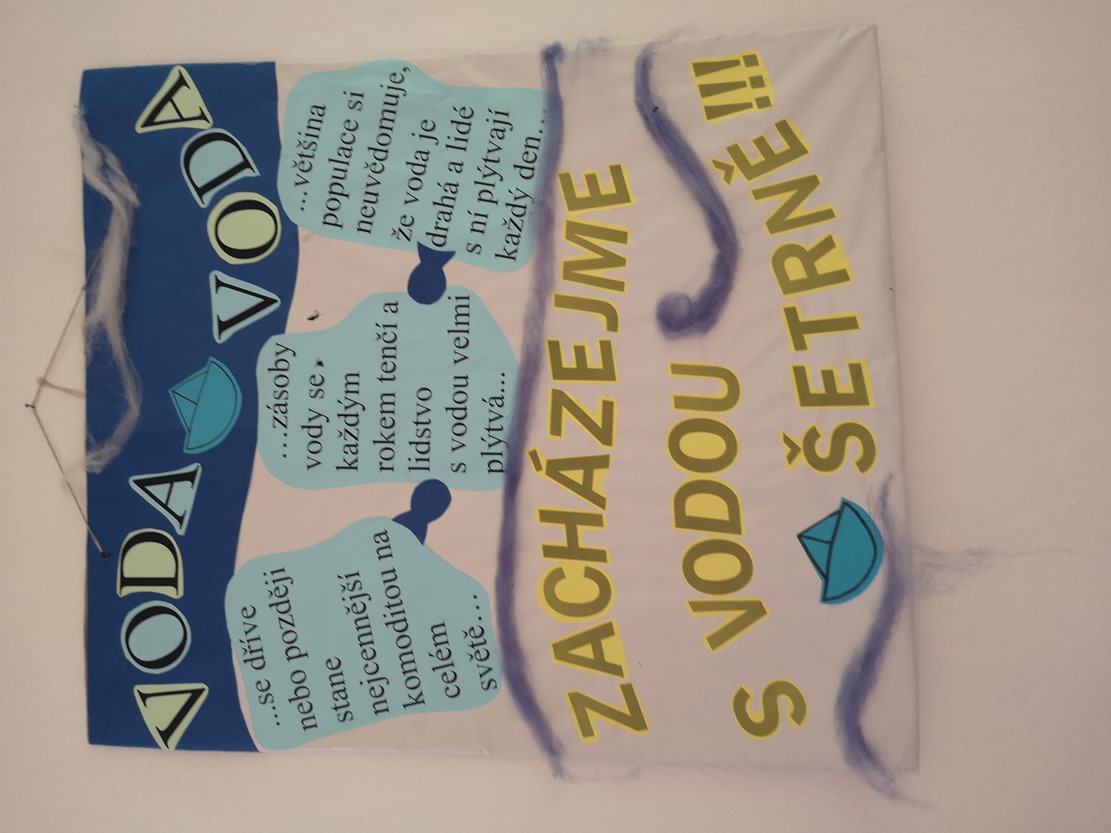 VODA VODA
...se dříve
nebo později
stane
nejcennější
komoditou na
celém
světě...
...zásoby
vody se
každým
rokem tenčí a
lidstvo
s vodou velmi
plýtvá...
...většina
populace si
neuvědomuje,
že voda je
drahá a lidé
s ní plýtvají
každý den...
ZACHÁZEJME
S VODOU
ŠETRNĚ!!!